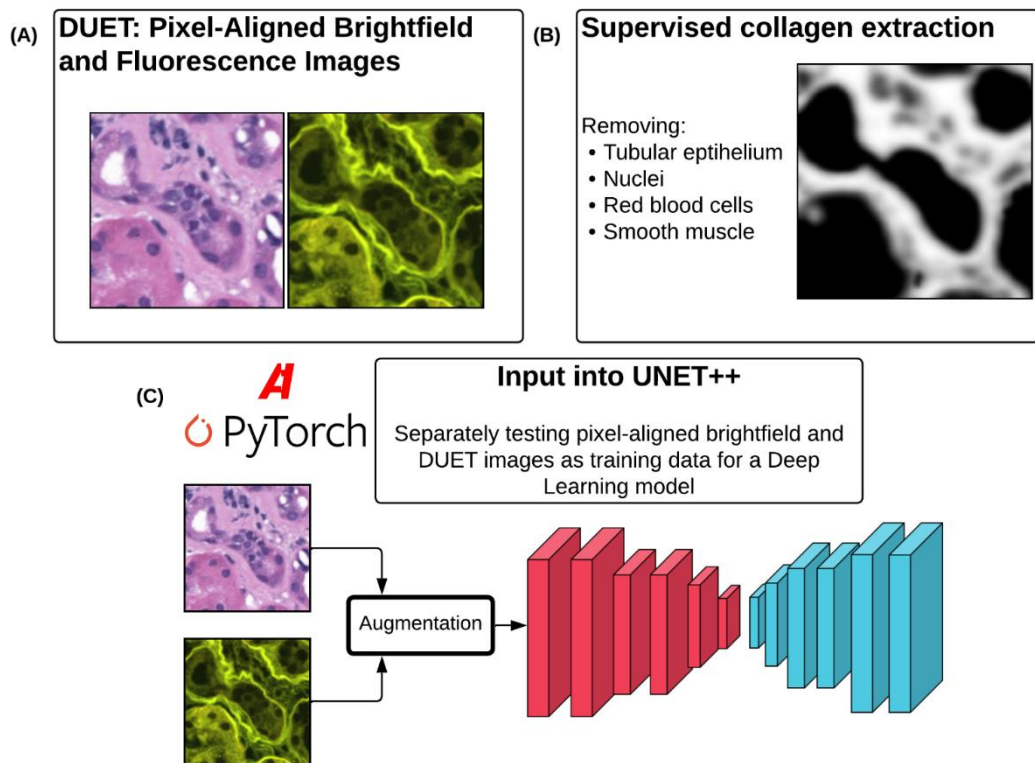 (A)
DUET: Pixel-Aligned Brightfield
and Fluorescence Images
(B)
Supervised collagen extraction
Removing:
• Tubular eptihelium
• Nuclei
• Red blood cells
• Smooth muscle
(C)
PyTorch
Input into UNET++
Separately testing pixel-aligned brightfield and
DUET images as training data for a Deep
Learning model
Augmentation